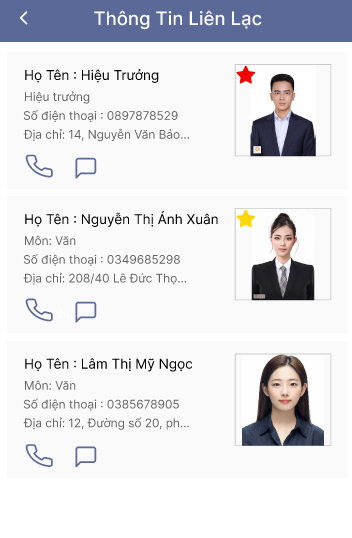 Thông Tin Liên Lạc
Họ Tên : Hiệu Trưởng
Hiệu trưởng
Số điện thoại : 0897878529
Địa chỉ: 14, Nguyễn Văn Bảo...
Họ Tên : Nguyễn Thị Ánh Xuân
Môn: Văn
Số điện thoại : 0349685298
Địa chỉ: 208/40 Lê Đức Thọ...
Họ Tên : Lâm Thị Mỹ Ngọc
Môn: Văn
Số điện thoại : 0385678905
Địa chỉ: 12, Đường số 20, ph...